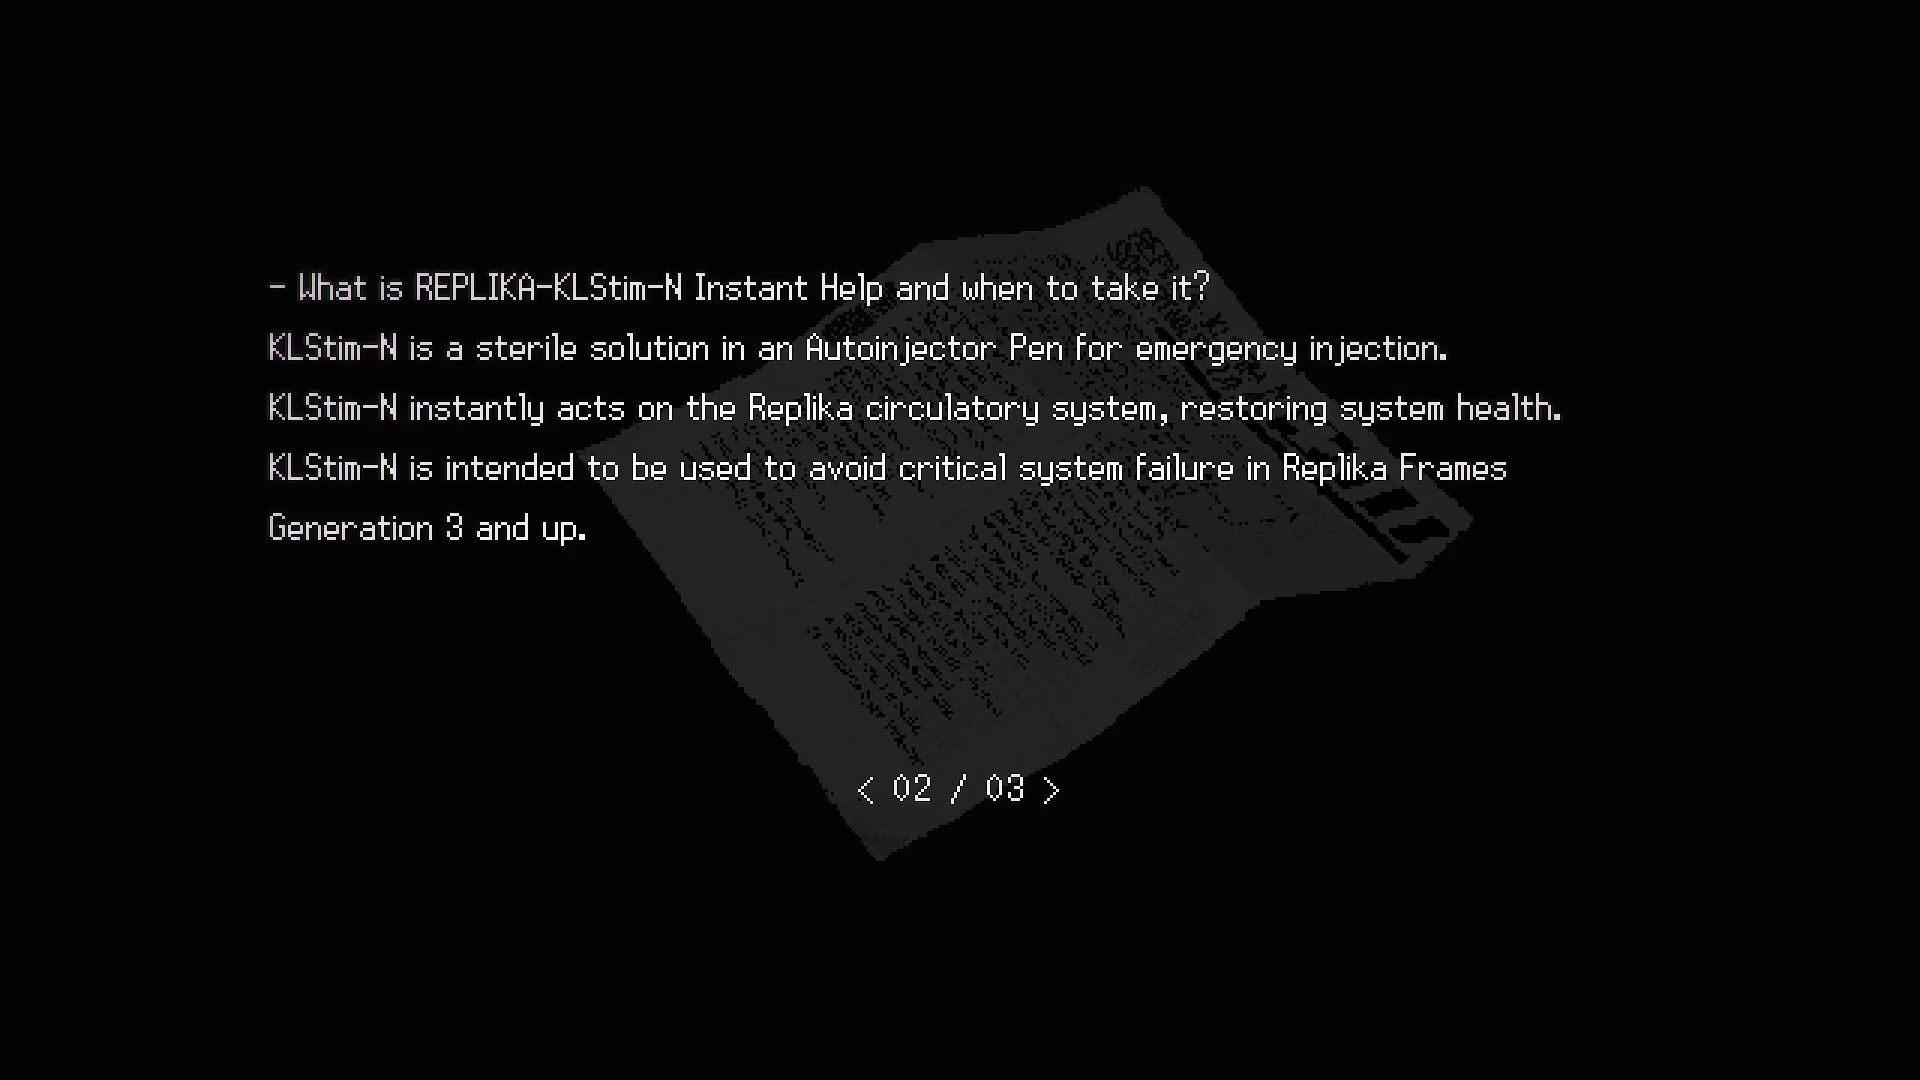 - What is REPLIKA-KLStim-N Instant Help and when to take it?
KLStim-N is a sterile solution in an Autoinjector Pen for emergency injection.
KLStim-N instantly acts on the Replika circulatory system, restoring system health.
KLStim-N is intended to be used to avoid critical system failure in Replika Frames
Generation 3 and up.
< 02 / 03 >